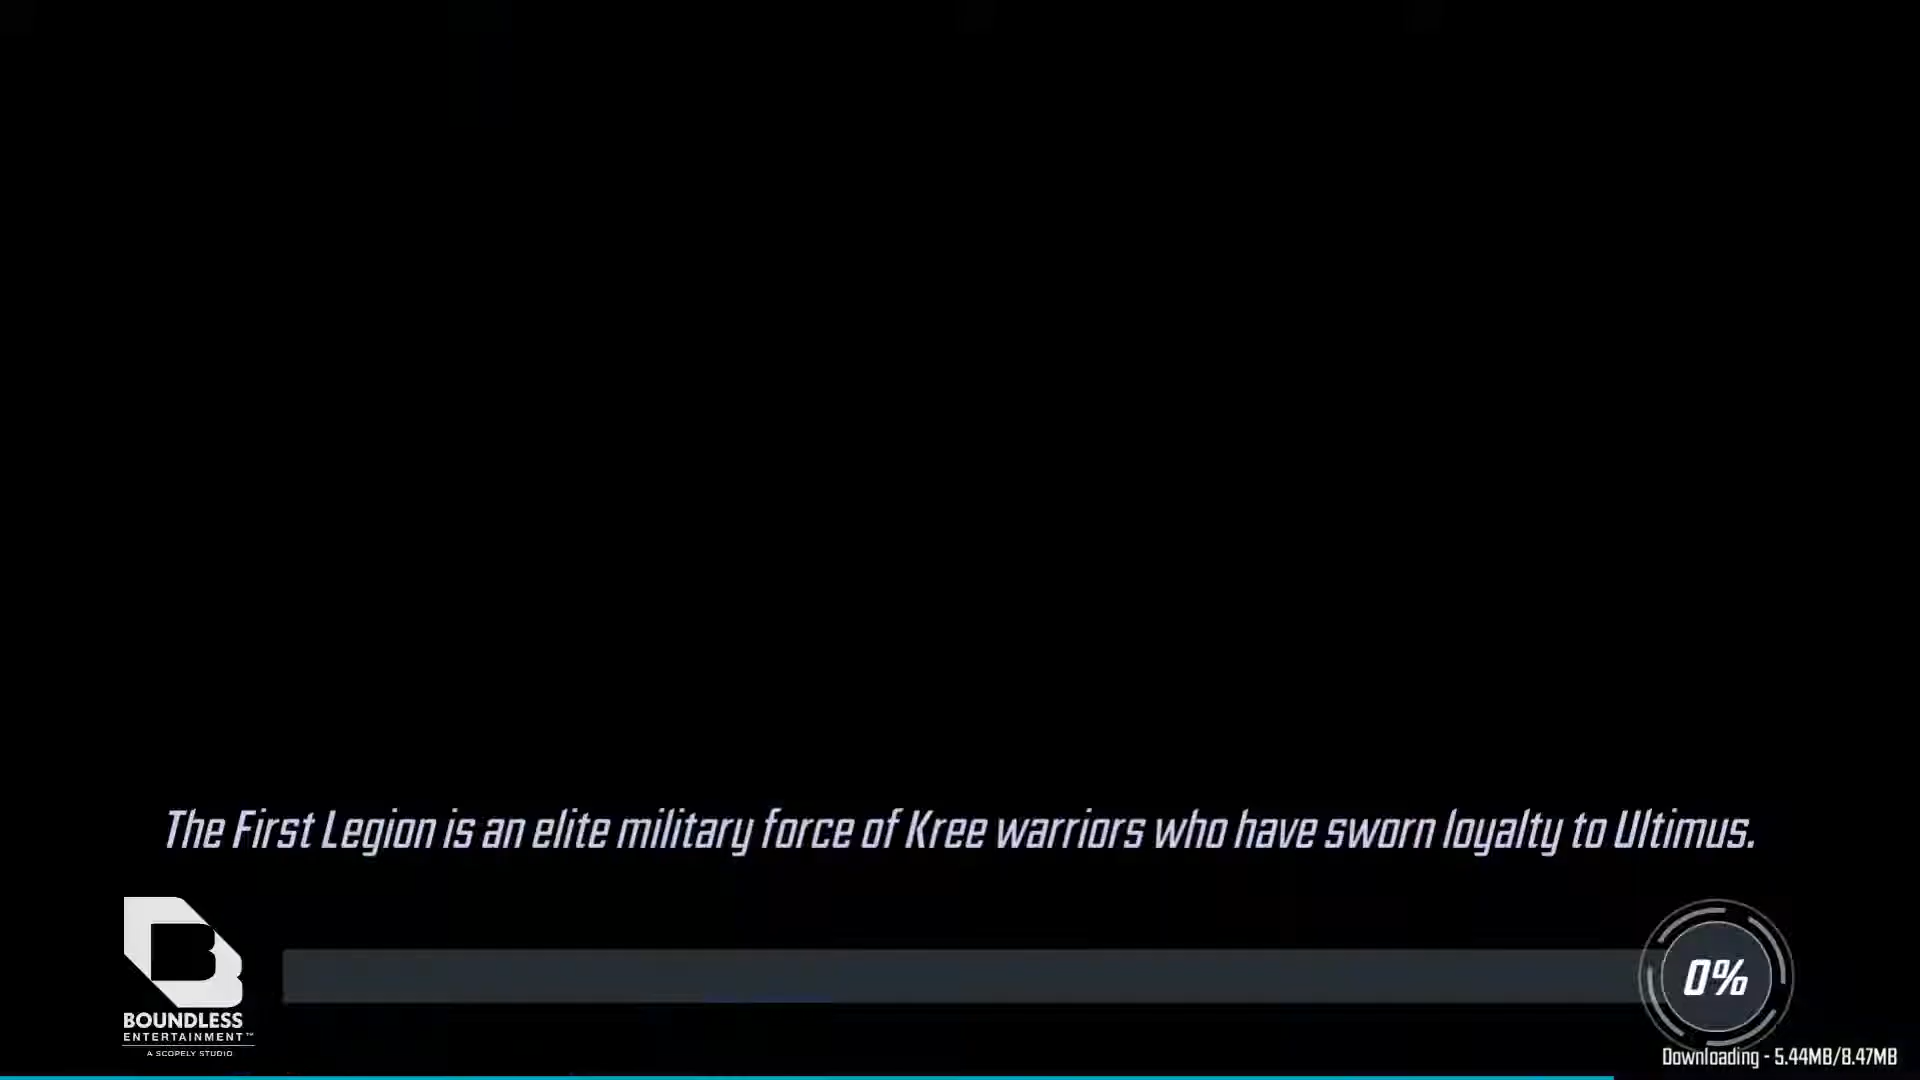 The First Legion is an elite military force of Kree warriors who have sworn loyalty to Ultimus.
0%
BOUNDLESS
ENTERTAINMENT™
A SCOPELY STUDIO
Downloading - 5.44MB/8.47MB